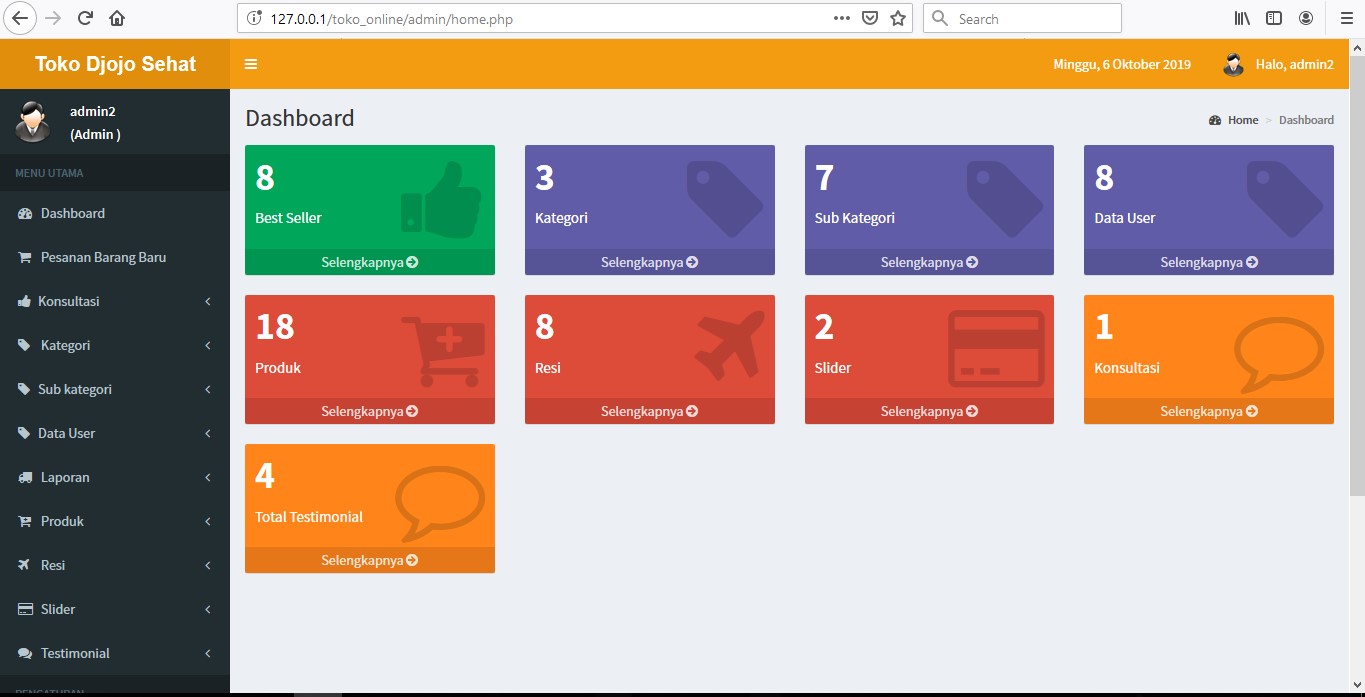 127.0.0.1/toko_online/admin/home.php
Search
Toko Djojo Sehat
Minggu, 6 Oktober 2019
Halo, admin2
admin2
(Admin )
MENU UTAMA
Dashboard
Pesanan Barang Baru
Konsultasi
Kategori
Sub kategori
Data User
Laporan
Produk
Resi
Slider
Testimonial
PENGATURAN
Dashboard
Home > Dashboard
8
Best Seller
Selengkapnya
3
Kategori
Selengkapnya
7
Sub Kategori
Selengkapnya
8
Data User
Selengkapnya
18
Produk
Selengkapnya
8
Resi
Selengkapnya
2
Slider
Selengkapnya
1
Konsultasi
Selengkapnya
4
Total Testimonial
Selengkapnya